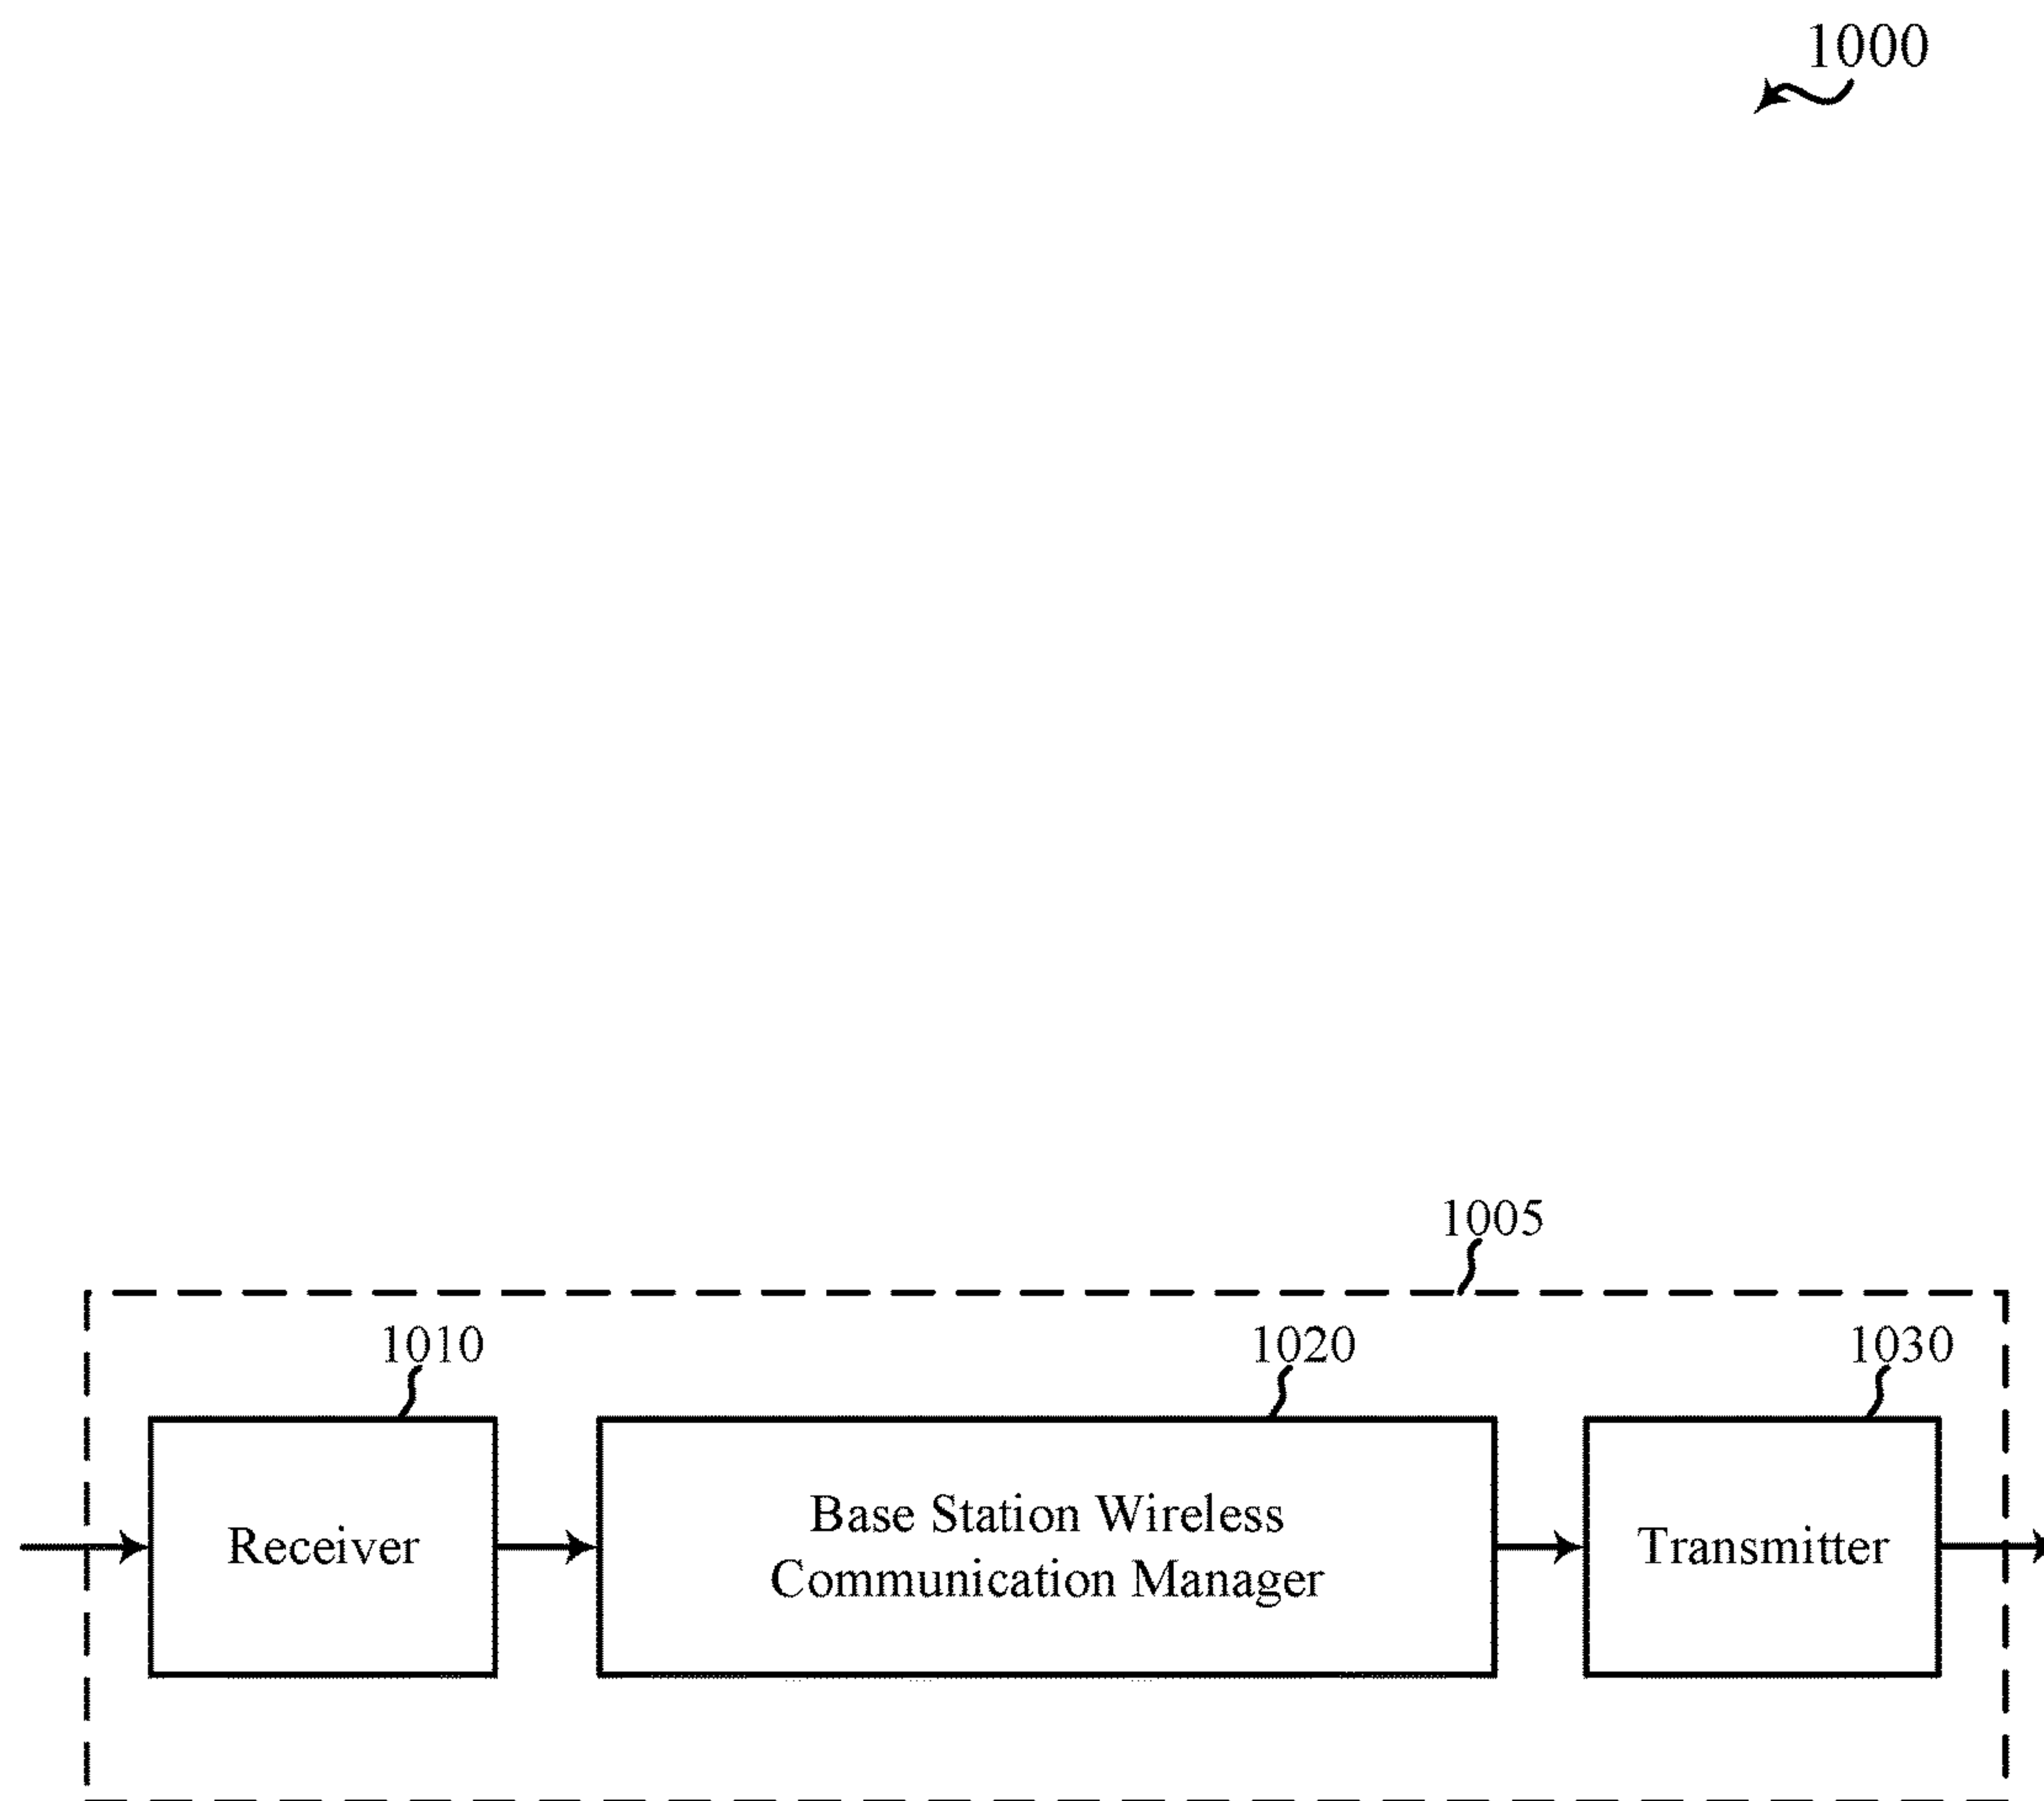 1000
1005
1010
1020
1030
Receiver
Base Station Wireless
Communication Manager
Transmitter